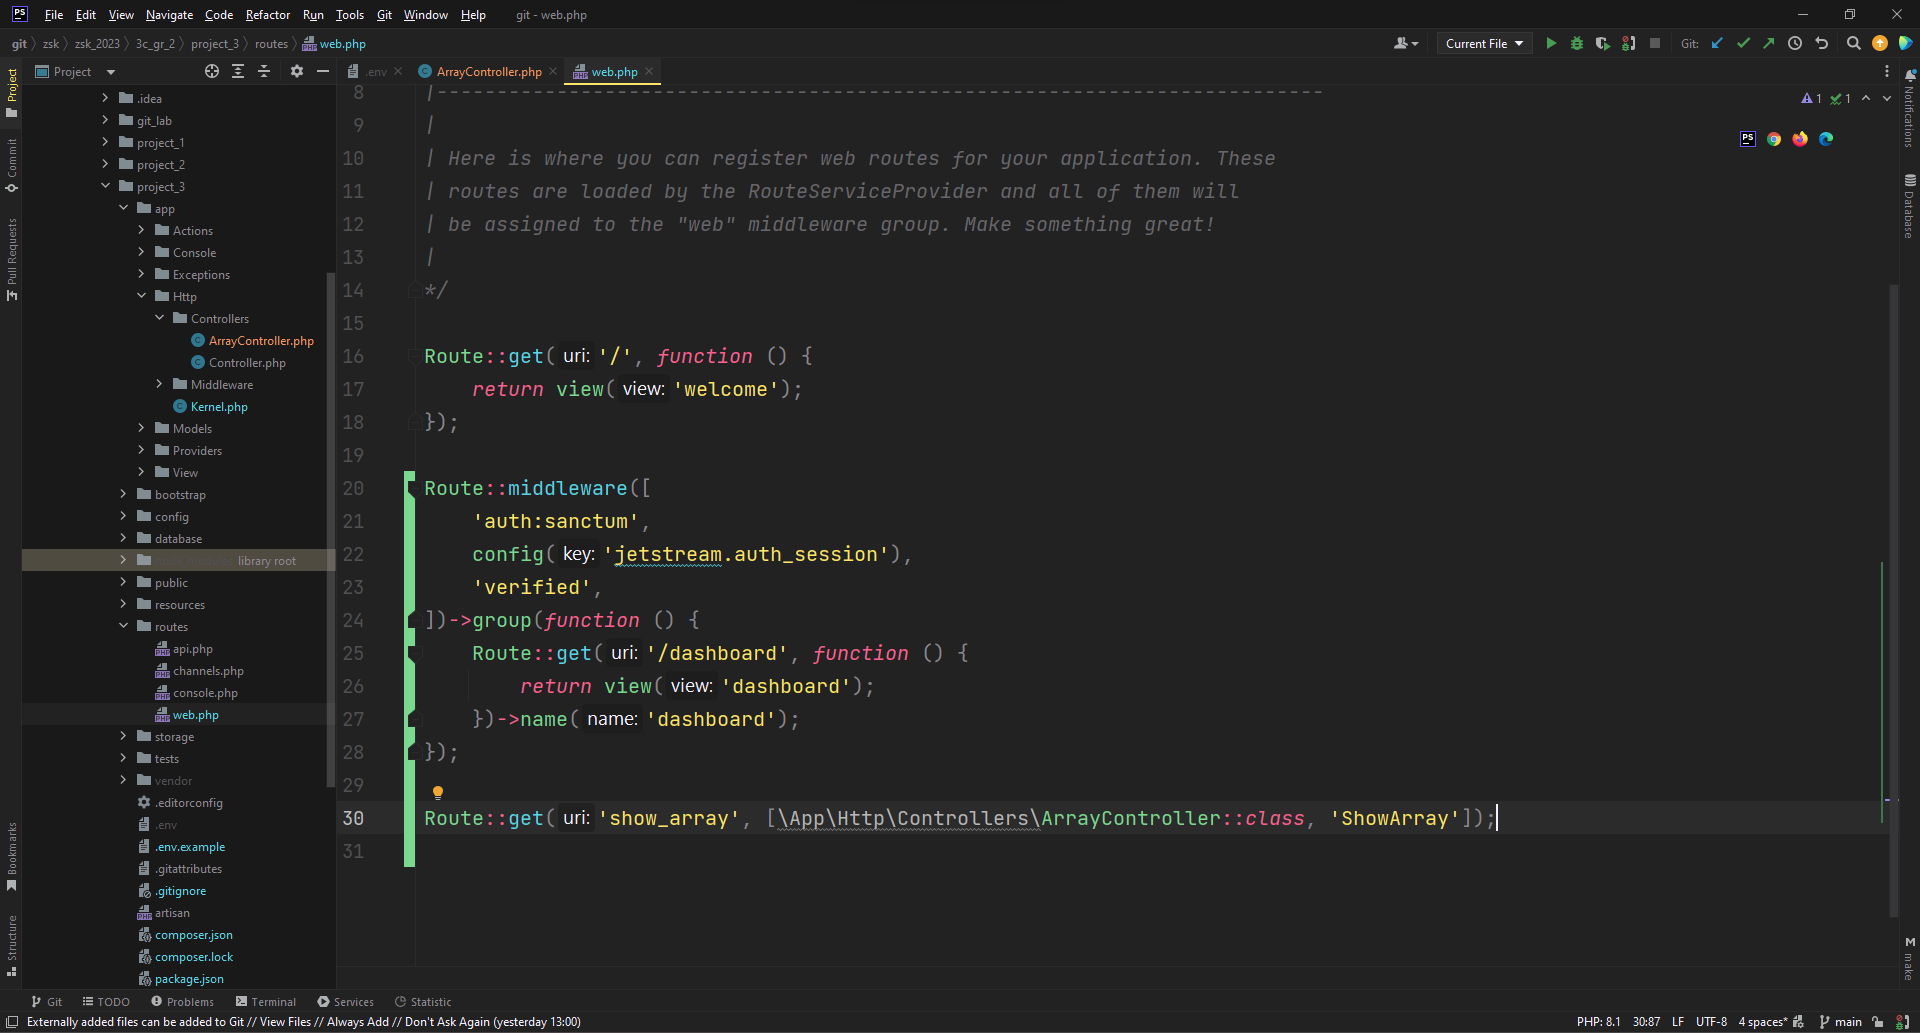 PS File Edit View Navigate Code Refactor Run Tools Git Window Help git - web.php
git zsk zsk_2023 3c_gr_2 project_3 routes web.php Current File Git:
Project .env ArrayController.php web.php
Project
Commit
Pull Requests
Bookmarks
Structure
.idea
git_lab
project_1
project_2
project_3
app
Actions
Console
Exceptions
Http
Controllers
ArrayController.php
Controller.php
Middleware
Kernel.php
Models
Providers
View
bootstrap
config
database
library root
public
resources
routes
api.php
channels.php
console.php
web.php
storage
tests
vendor
.editorconfig
.env
.env.example
.gitattributes
.gitignore
artisan
composer.json
composer.lock
package.json
8 |--------------------------------------------------------------------------
9 |
10 | Here is where you can register web routes for your application. These
11 | routes are loaded by the RouteServiceProvider and all of them will
12 | be assigned to the "web" middleware group. Make something great!
13 |
14 */
15
16 Route::get( uri: '/', function () {
17 return view( view: 'welcome');
18 });
19
20 Route::middleware([
21 'auth:sanctum',
22 config( key: 'jetstream.auth_session'),
23 'verified',
24 ])->group(function () {
25 Route::get( uri: '/dashboard', function () {
26 return view( view: 'dashboard');
27 })->name( name: 'dashboard');
28 });
29
30 Route::get( uri: 'show_array', [\App\Http\Controllers\ArrayController::class, 'ShowArray']);
31
1 1
PS
Notifications
Database
M make
Git TODO Problems Terminal Services Statistic
Externally added files can be added to Git // View Files // Always Add // Don't Ask Again (yesterday 13:00) PHP: 8.1 30:87 LF UTF-8 4 spaces* main